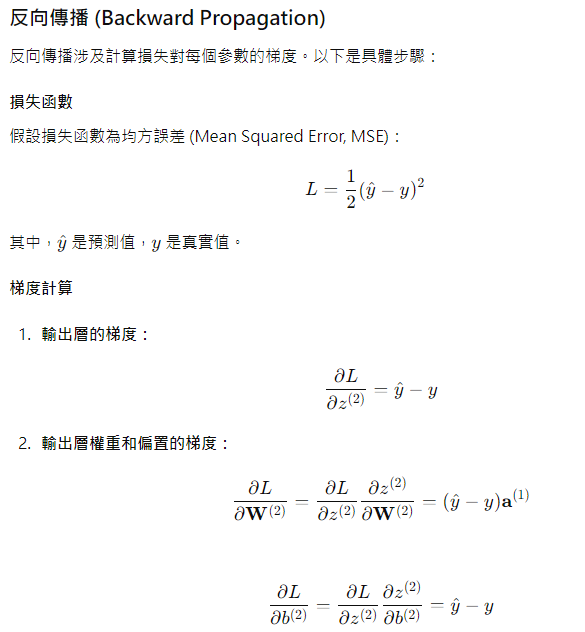 反向傳播 (Backward Propagation)
反向傳播涉及計算損失對每個參數的梯度。以下是具體步驟：
損失函數
假設損失函數為均方誤差 (Mean Squared Error, MSE)：
L = \frac{1}{2}(\hat{y} - y)^2
其中，\hat{y} 是預測值，y 是真實值。
梯度計算
1. 輸出層的梯度：
\frac{\partial L}{\partial z^{(2)}} = \hat{y} - y
2. 輸出層權重和偏置的梯度：
\frac{\partial L}{\partial \mathbf{W}^{(2)}} = \frac{\partial L}{\partial z^{(2)}} \frac{\partial z^{(2)}}{\partial \mathbf{W}^{(2)}} = (\hat{y} - y)\mathbf{a}^{(1)}
\frac{\partial L}{\partial b^{(2)}} = \frac{\partial L}{\partial z^{(2)}} \frac{\partial z^{(2)}}{\partial b^{(2)}} = \hat{y} - y